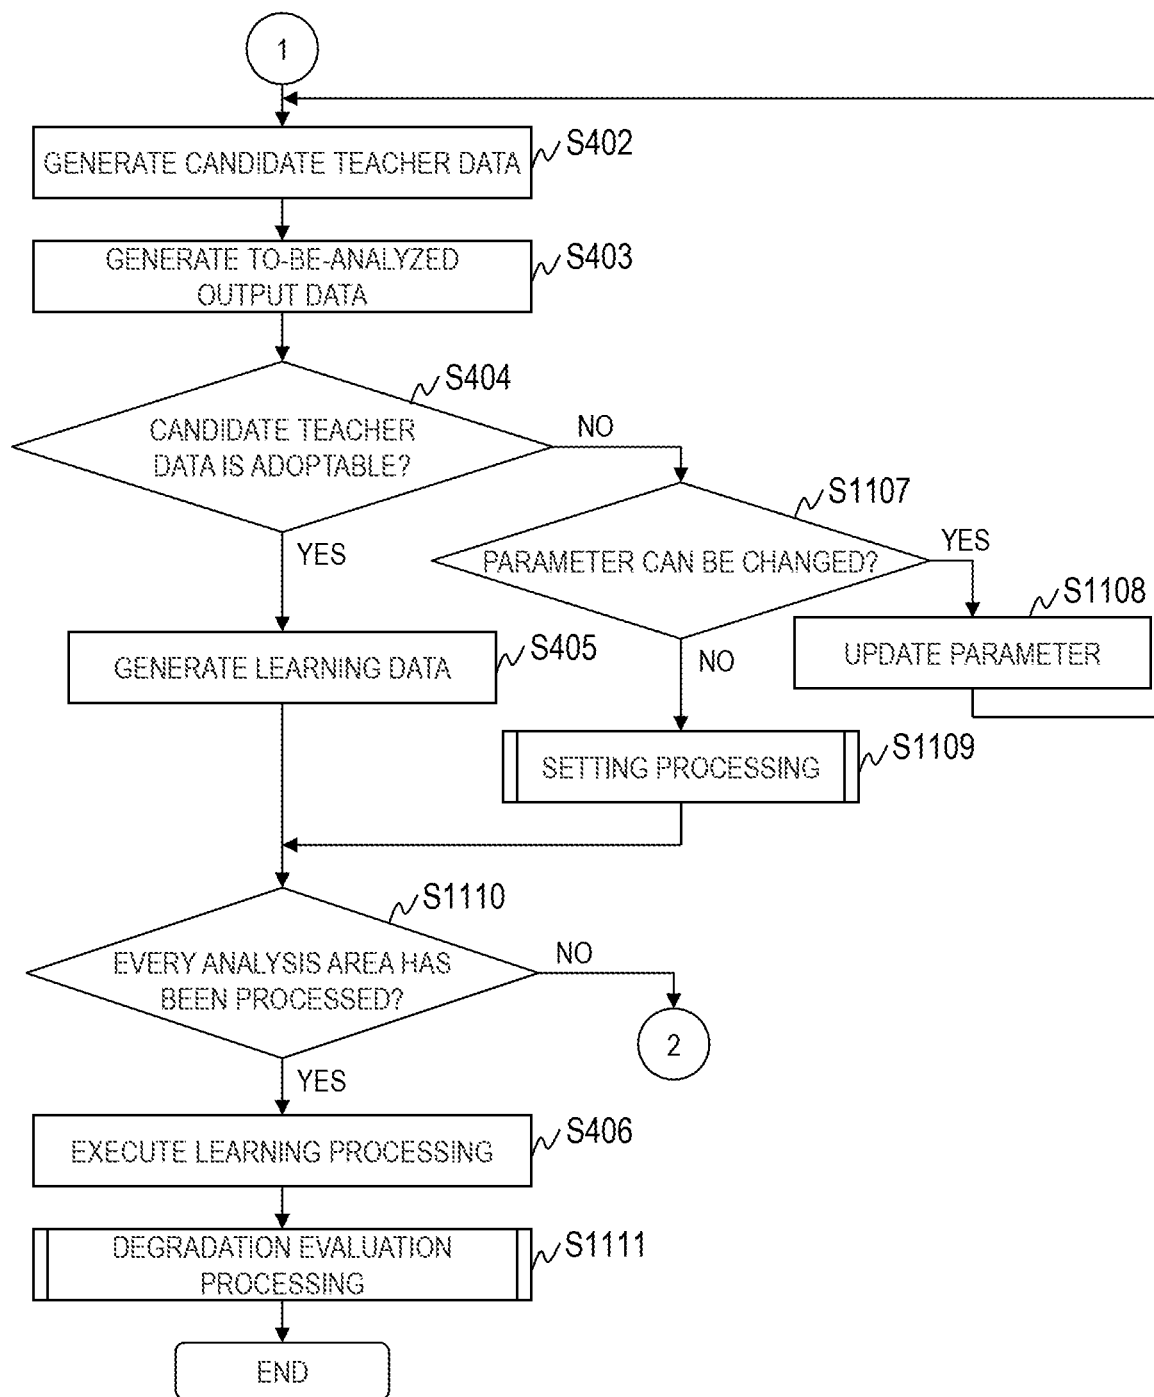 1
GENERATE CANDIDATE TEACHER DATA
S402
GENERATE TO-BE-ANALYZED
OUTPUT DATA
S403
S404
CANDIDATE TEACHER
DATA IS ADOPTABLE?
NO
YES
S1107
PARAMETER CAN BE CHANGED?
YES
NO
S1108
UPDATE PARAMETER
GENERATE LEARNING DATA
S405
SETTING PROCESSING
S1109
S1110
EVERY ANALYSIS AREA HAS
BEEN PROCESSED?
NO
2
YES
EXECUTE LEARNING PROCESSING
S406
DEGRADATION EVALUATION
PROCESSING
S1111
END